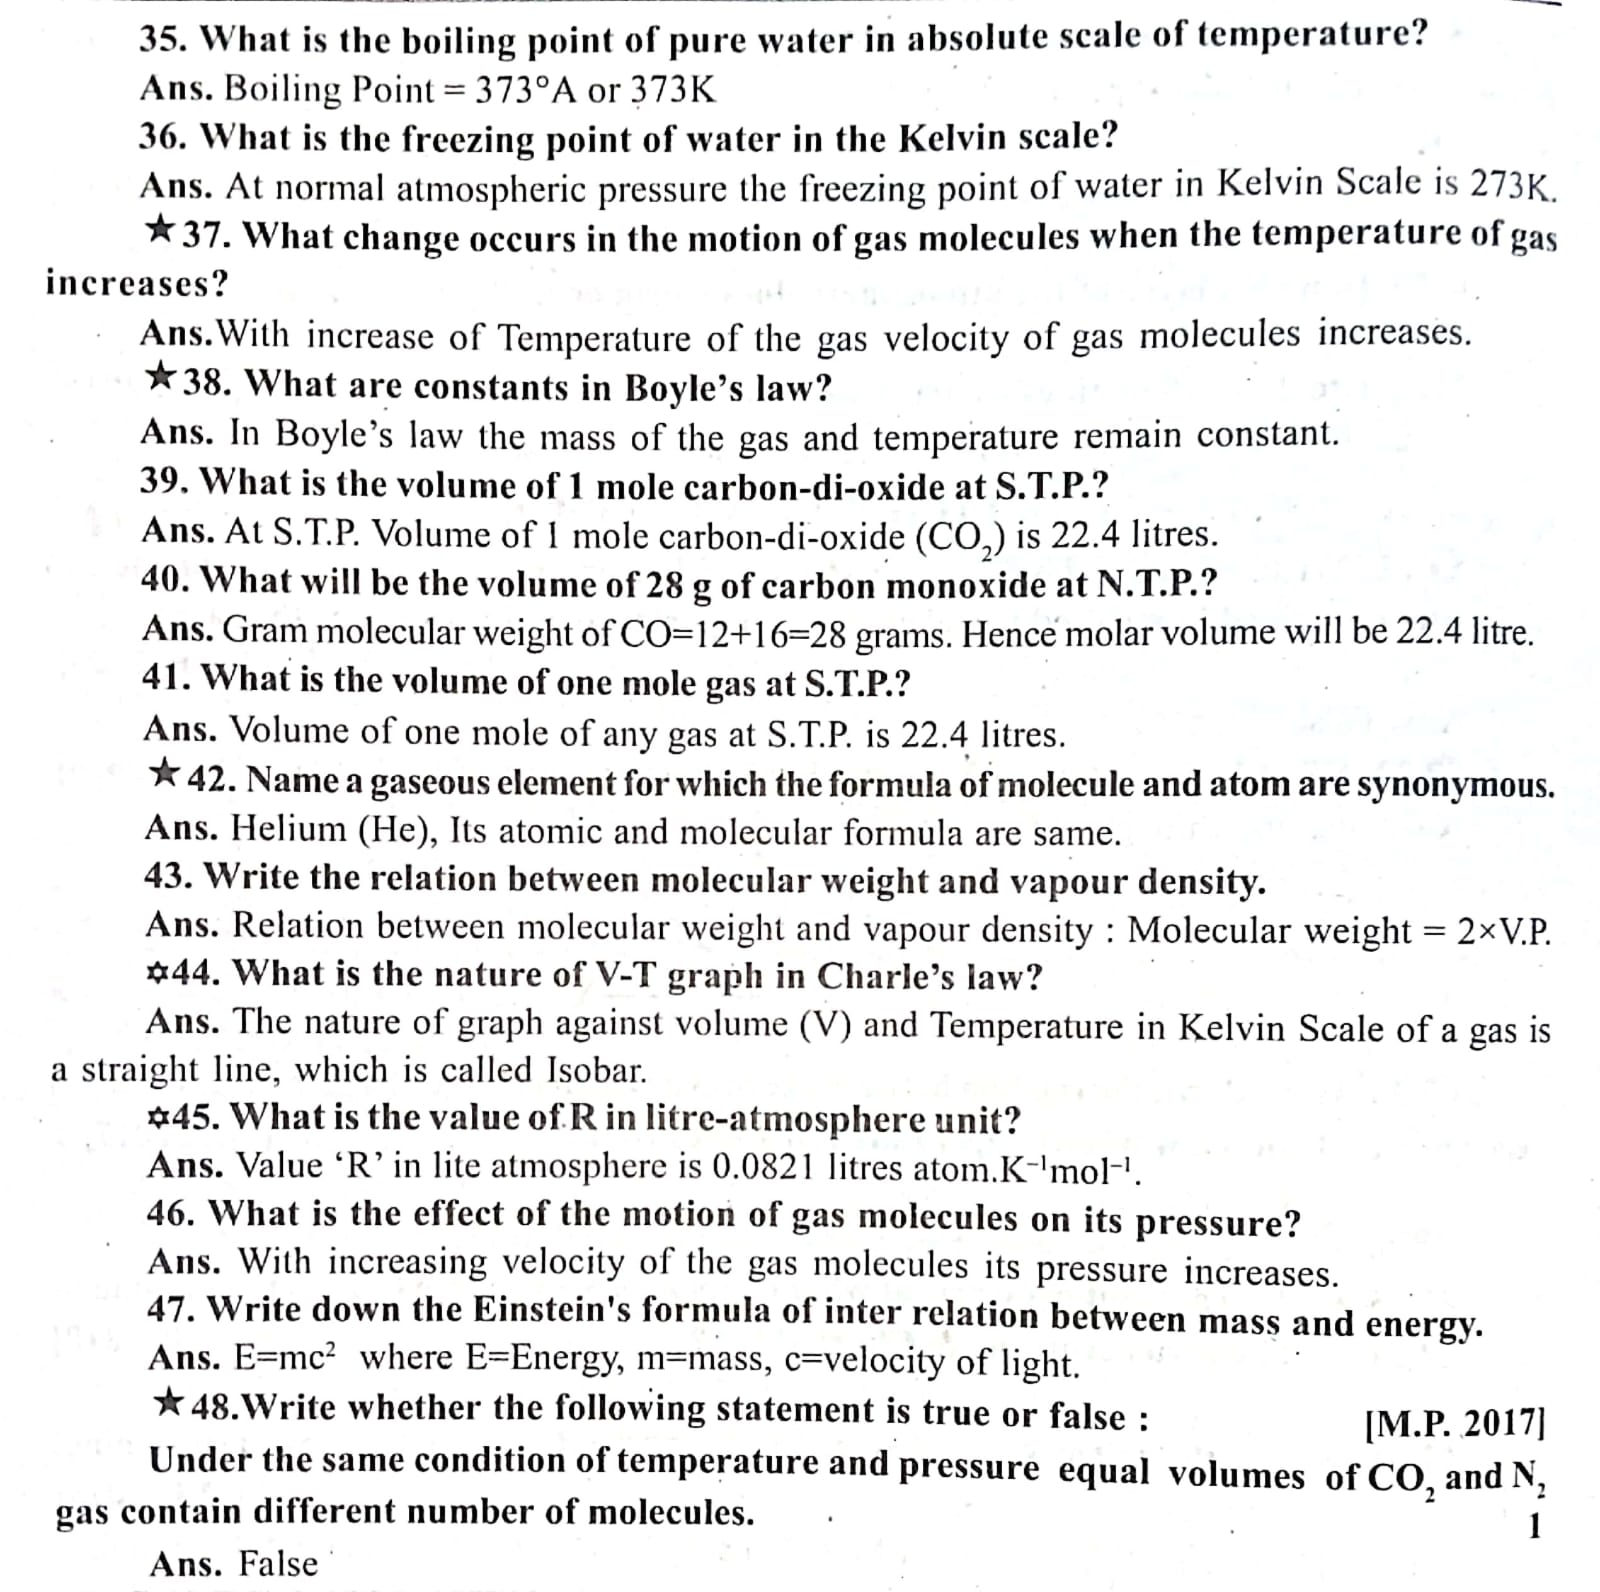 35. What is the boiling point of pure water in absolute scale of temperature?
Ans. Boiling Point = 373°A or 373K
36. What is the freezing point of water in the Kelvin scale?
Ans. At normal atmospheric pressure the freezing point of water in Kelvin Scale is 273K.
★37. What change occurs in the motion of gas molecules when the temperature of gas
increases?
Ans.With increase of Temperature of the gas velocity of gas molecules increases.
★38. What are constants in Boyle's law?
Ans. In Boyle's law the mass of the gas and temperature remain constant.
39. What is the volume of 1 mole carbon-di-oxide at S.T.P.?
Ans. At S.T.P. Volume of 1 mole carbon-di-oxide (CO₂) is 22.4 litres.
40. What will be the volume of 28 g of carbon monoxide at N.T.P.?
Ans. Gram molecular weight of CO=12+16=28 grams. Hence molar volume will be 22.4 litre.
41. What is the volume of one mole gas at S.T.P.?
Ans. Volume of one mole of any gas at S.T.P. is 22.4 litres.
★42. Name a gaseous element for which the formula of molecule and atom are synonymous.
Ans. Helium (He), Its atomic and molecular formula are same.
43. Write the relation between molecular weight and vapour density.
Ans. Relation between molecular weight and vapour density : Molecular weight = 2×V.P.
✡44. What is the nature of V-T graph in Charle's law?
Ans. The nature of graph against volume (V) and Temperature in Kelvin Scale of a gas is
a straight line, which is called Isobar.
✡45. What is the value of R in litre-atmosphere unit?
Ans. Value 'R' in lite atmosphere is 0.0821 litres atom.K⁻¹mol⁻¹.
46. What is the effect of the motion of gas molecules on its pressure?
Ans. With increasing velocity of the gas molecules its pressure increases.
47. Write down the Einstein's formula of inter relation between mass and energy.
Ans. E=mc² where E=Energy, m=mass, c=velocity of light.
★48.Write whether the following statement is true or false : [M.P. 2017]
Under the same condition of temperature and pressure equal volumes of CO₂ and N₂
gas contain different number of molecules. 1
Ans. False